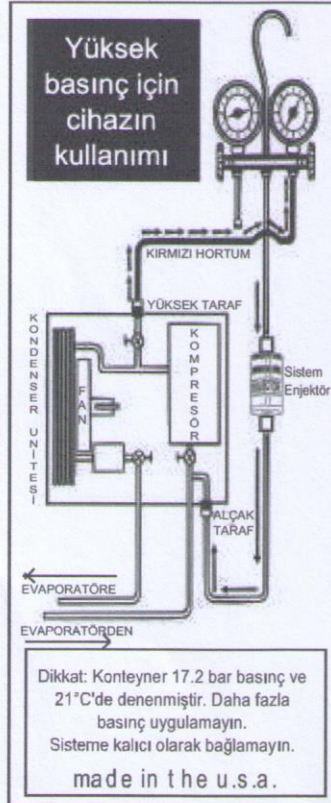 Yüksek
basınç için
cihazın
kullanımı
KIRMIZI HORTUM
YÜKSEK TARAF
KONDENSER UNİTESİ
FAN
KOMPRESÖR
Sistem
Enjektör
ALÇAK
TARAF
EVAPORATÖRE
EVAPORATÖRDEN
Dikkat: Konteyner 17.2 bar basınç ve
21°C'de denenmiştir. Daha fazla
basınç uygulamayın.
Sisteme kalıcı olarak bağlamayın.
made in the u.s.a.